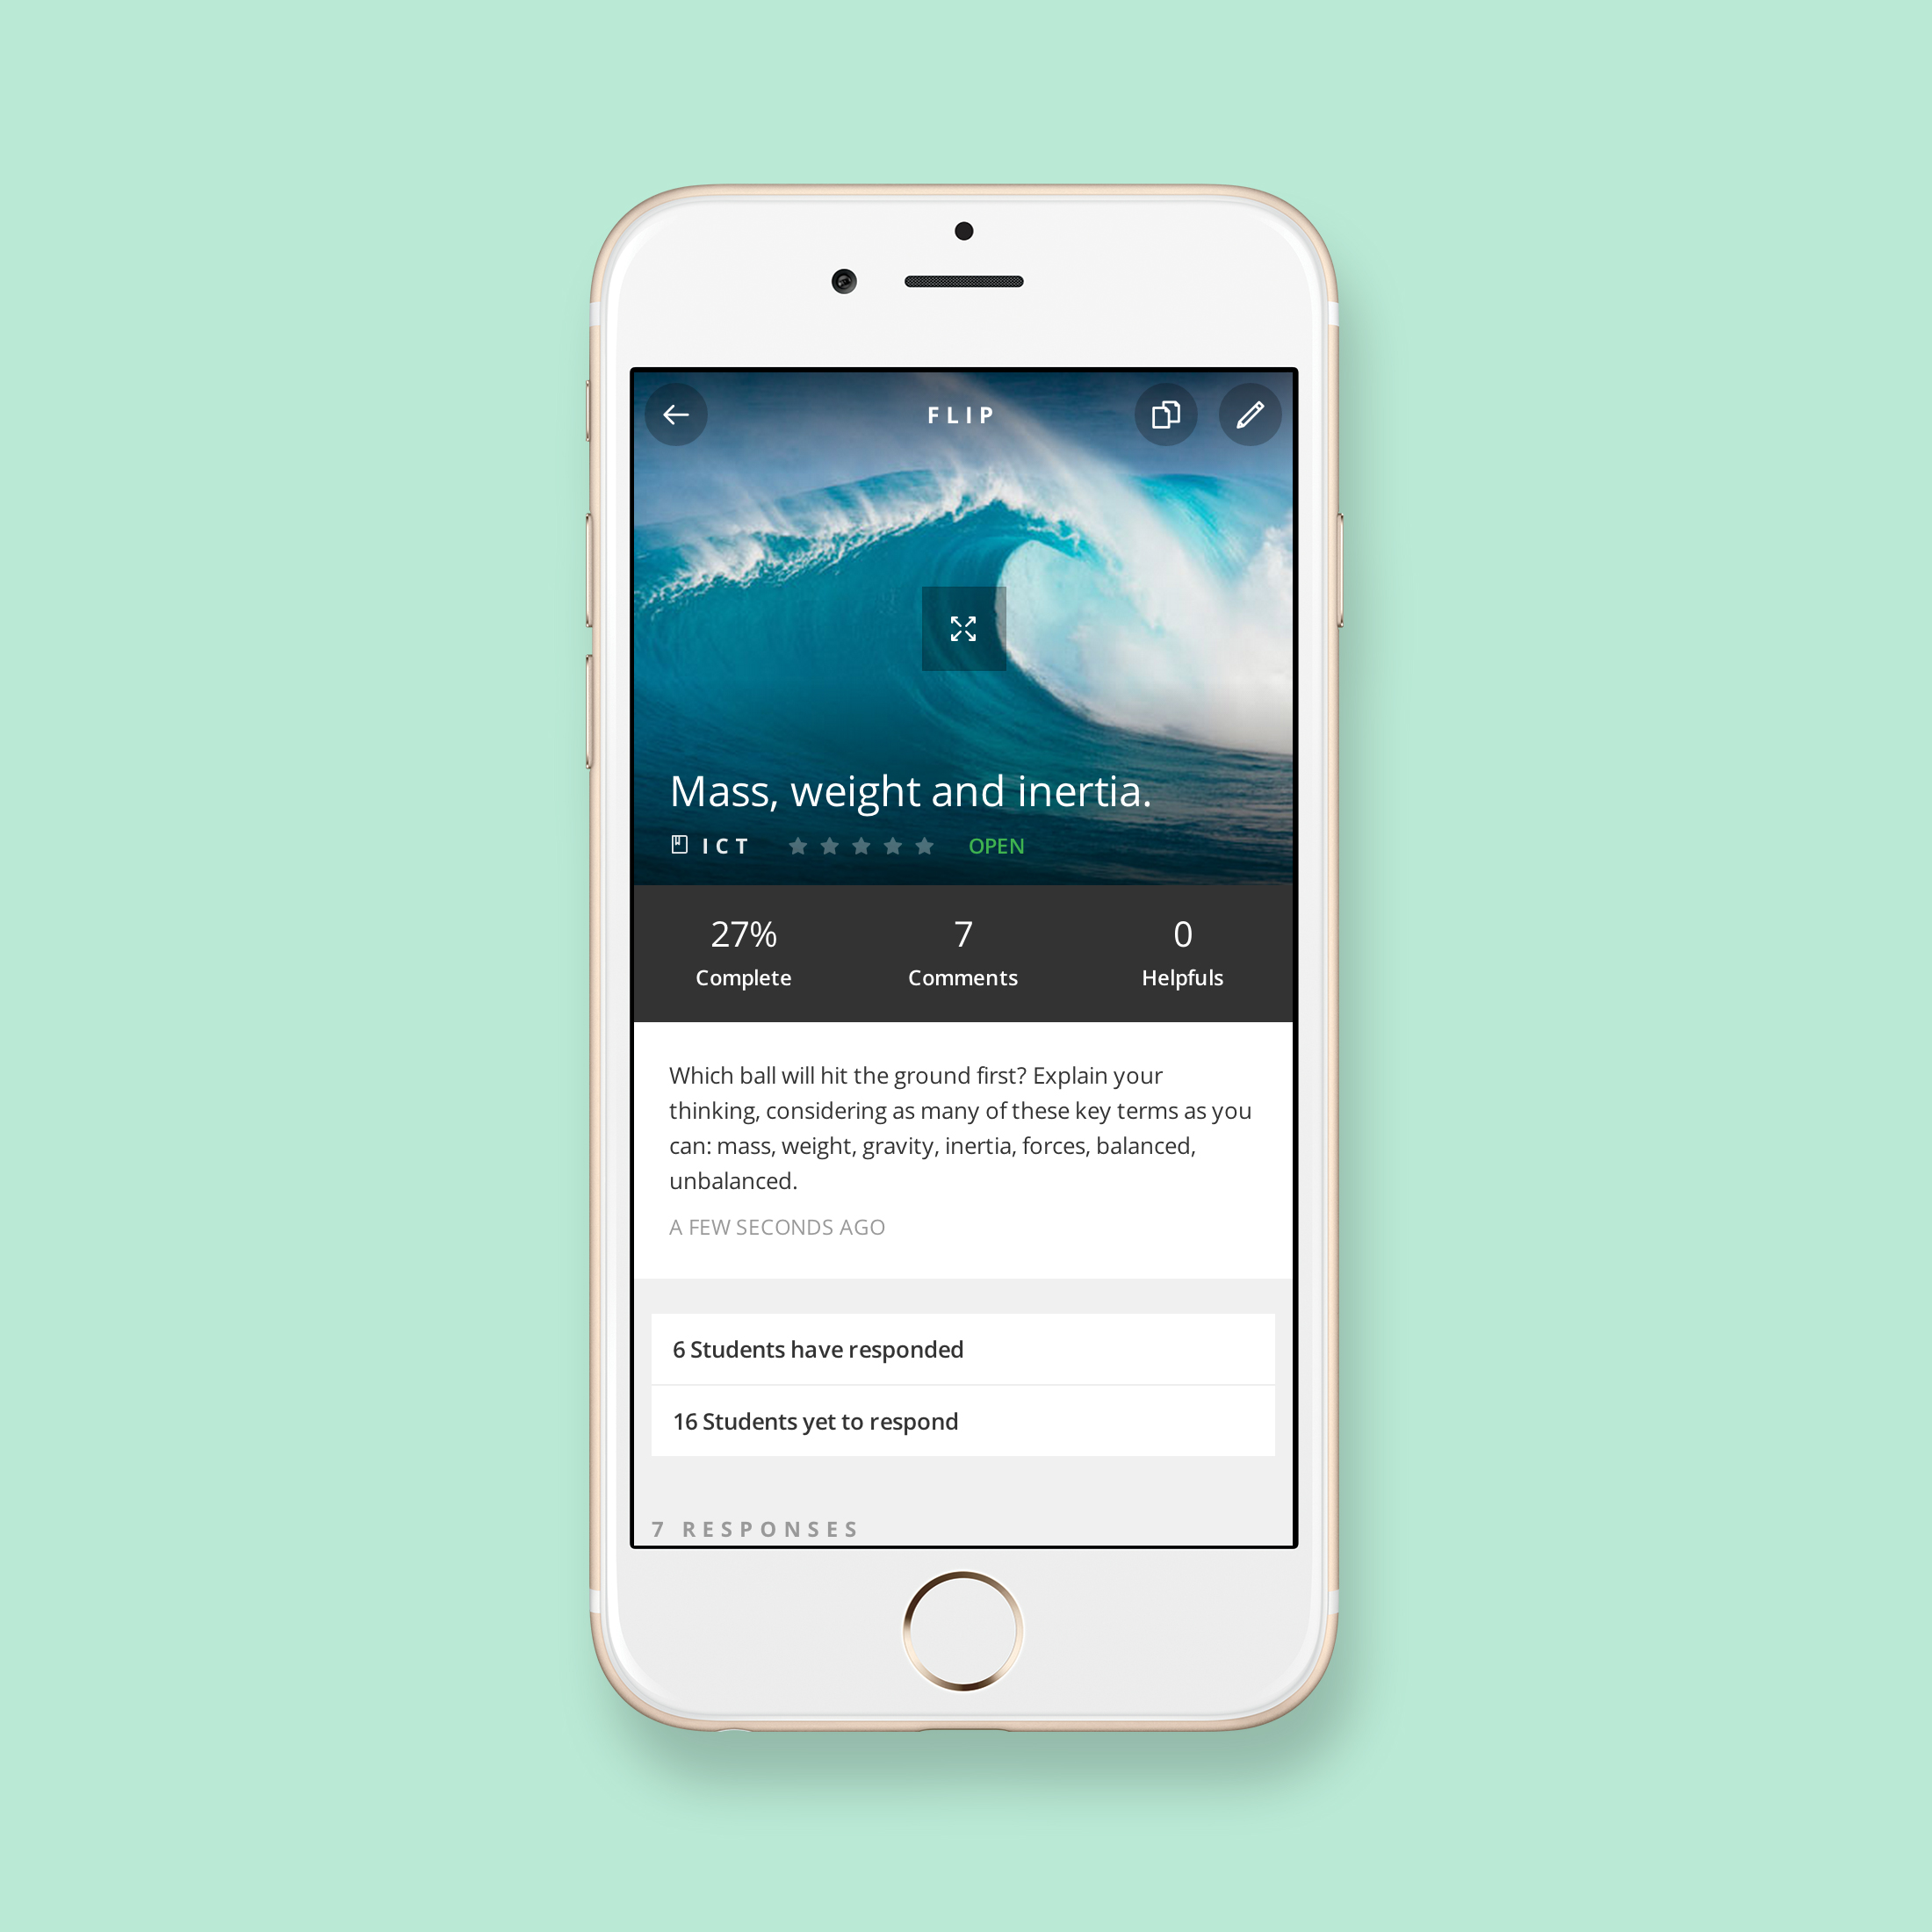 FLIP
Mass, weight and inertia.
ICT OPEN
27% 7 0
Complete Comments Helpfuls
Which ball will hit the ground first? Explain your
thinking, considering as many of these key terms as you
can: mass, weight, gravity, inertia, forces, balanced,
unbalanced.
A FEW SECONDS AGO
6 Students have responded
16 Students yet to respond
7 RESPONSES